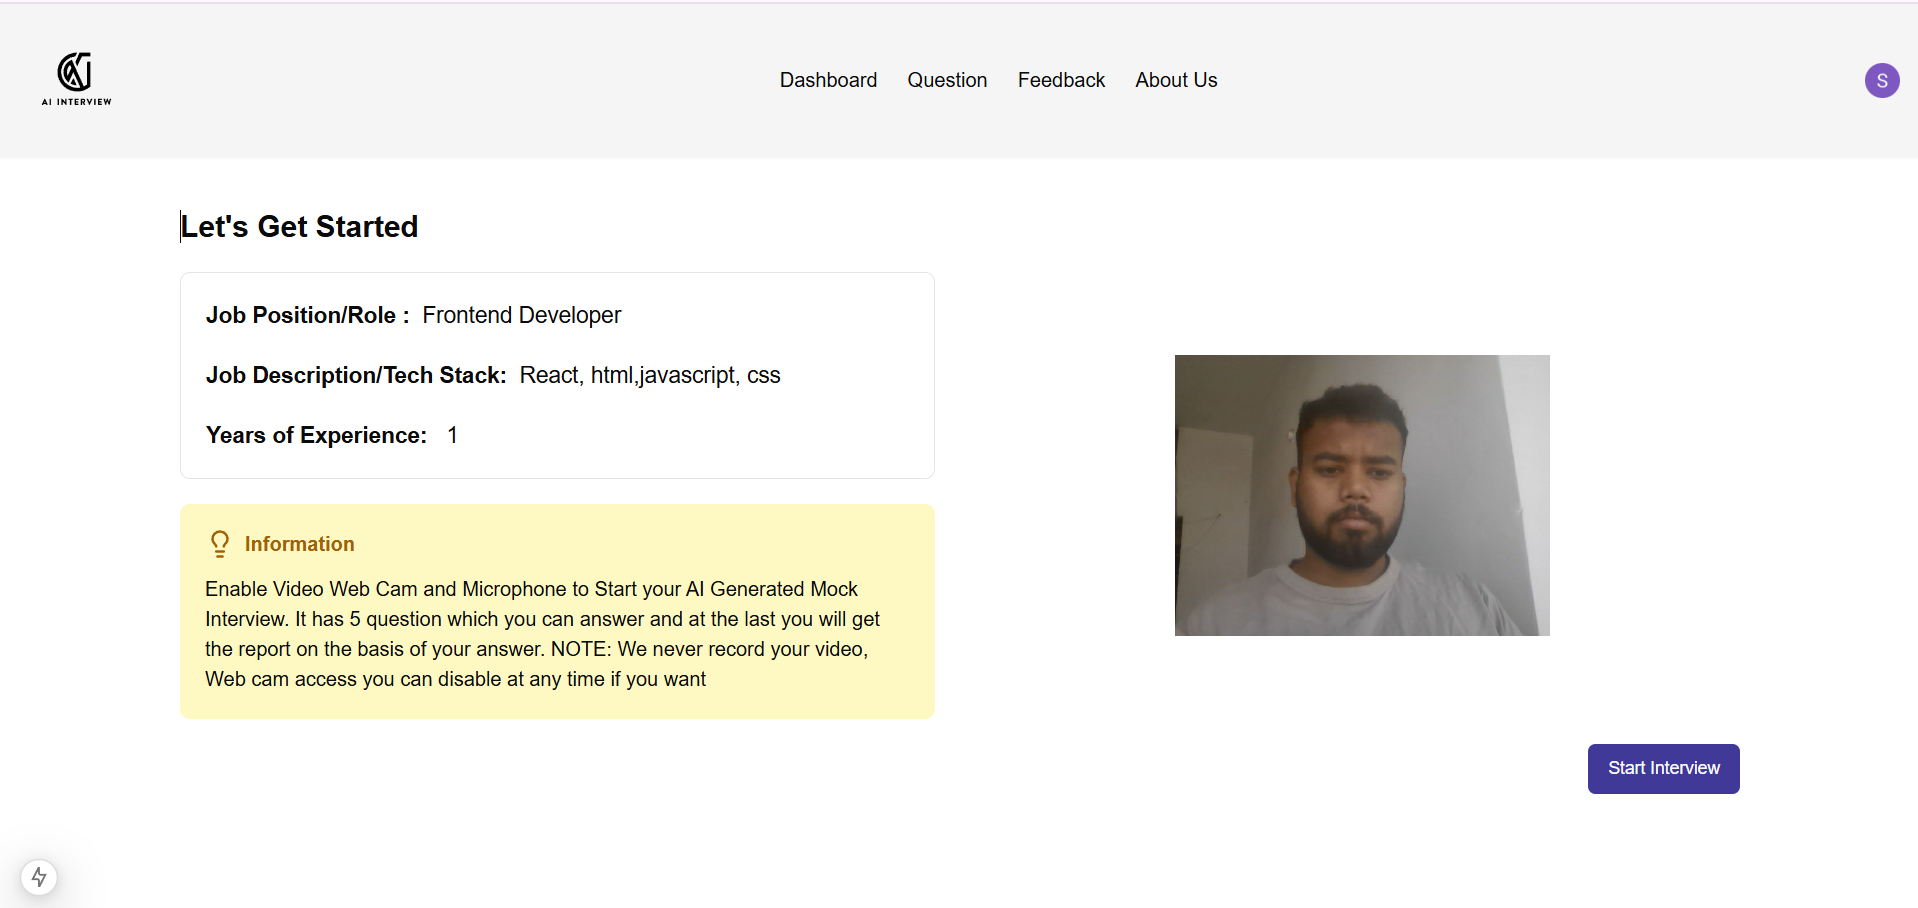 AI INTERVIEW
Dashboard Question Feedback About Us
S
Let's Get Started
Job Position/Role : Frontend Developer
Job Description/Tech Stack: React, html,javascript, css
Years of Experience: 1
Information
Enable Video Web Cam and Microphone to Start your AI Generated Mock
Interview. It has 5 question which you can answer and at the last you will get
the report on the basis of your answer. NOTE: We never record your video,
Web cam access you can disable at any time if you want
Start Interview